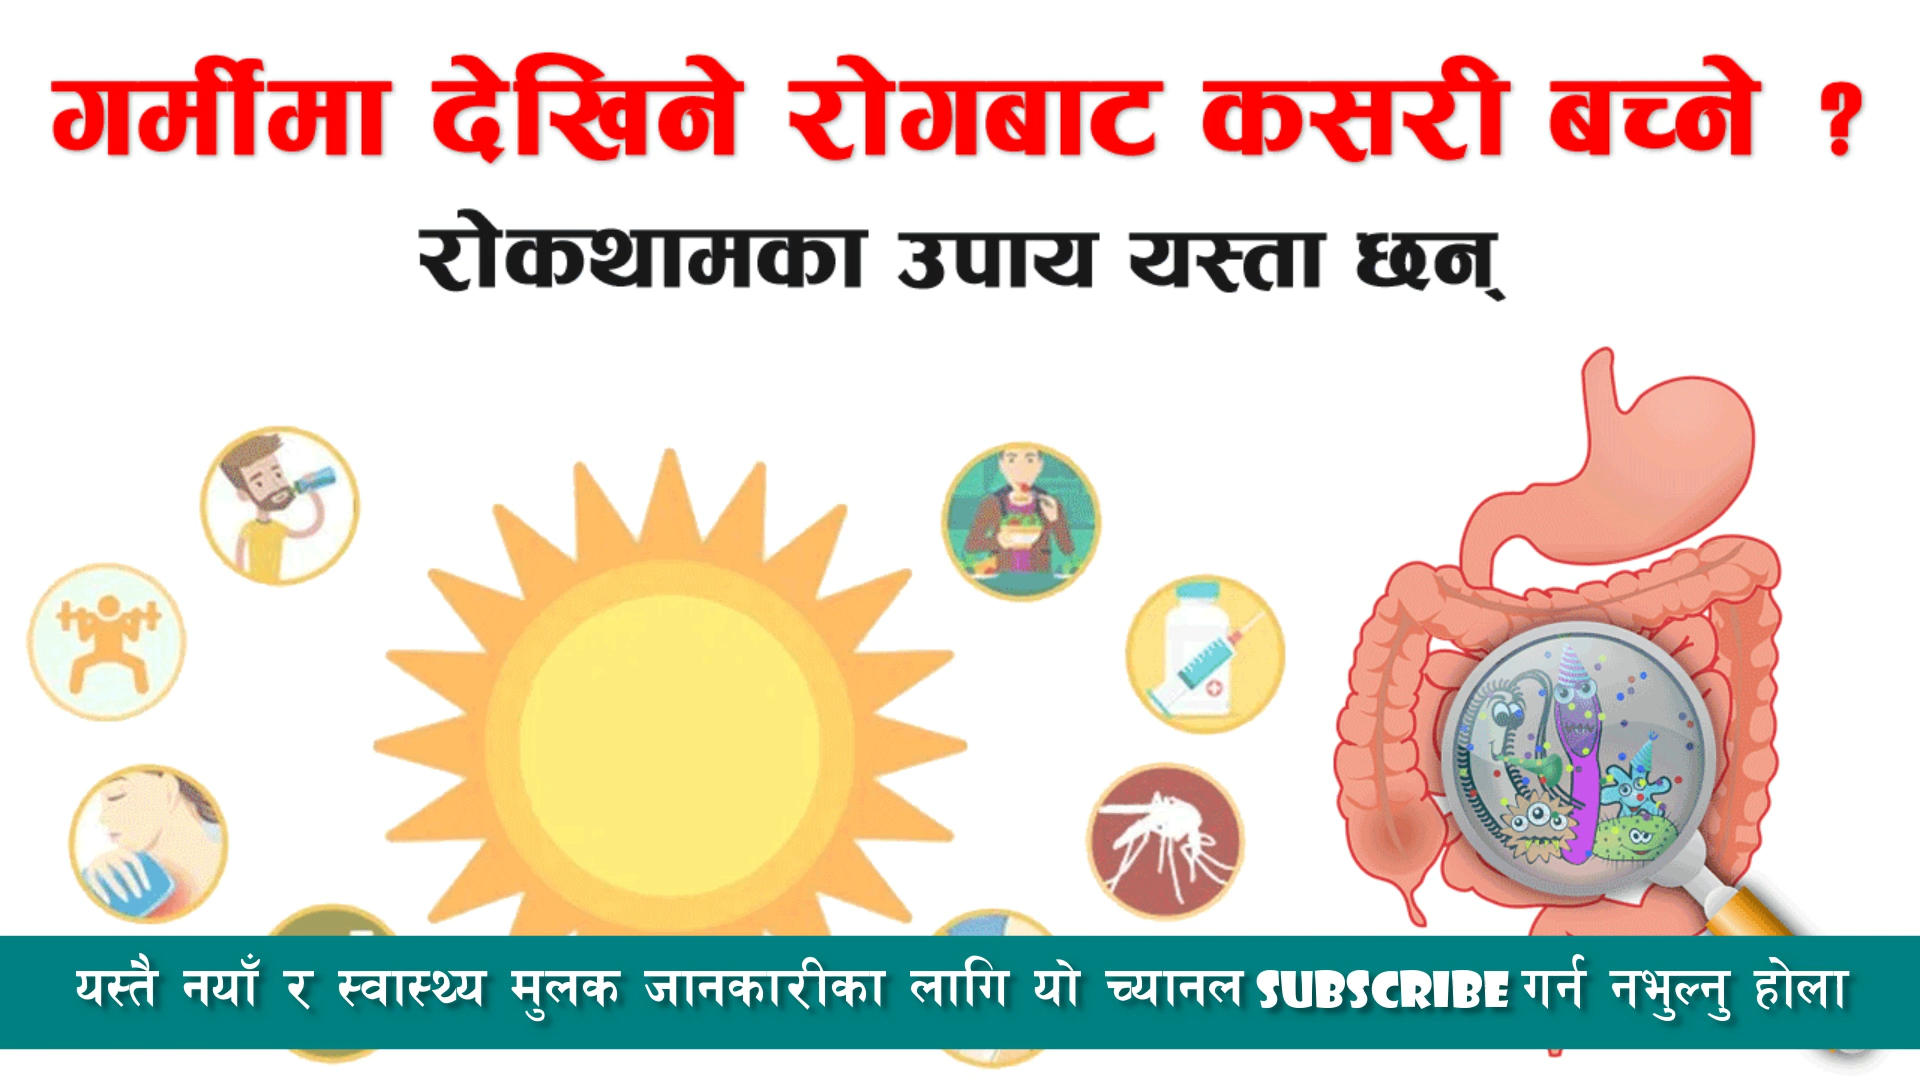 गर्मीमा देखिने रोगबाट कसरी बच्ने ?
रोकथामका उपाय यस्ता छन्
यस्तै नयाँ र स्वास्थ्य मुलक जानकारीका लागि यो च्यानल SUBSCRIBE गर्न नभुल्नु होला